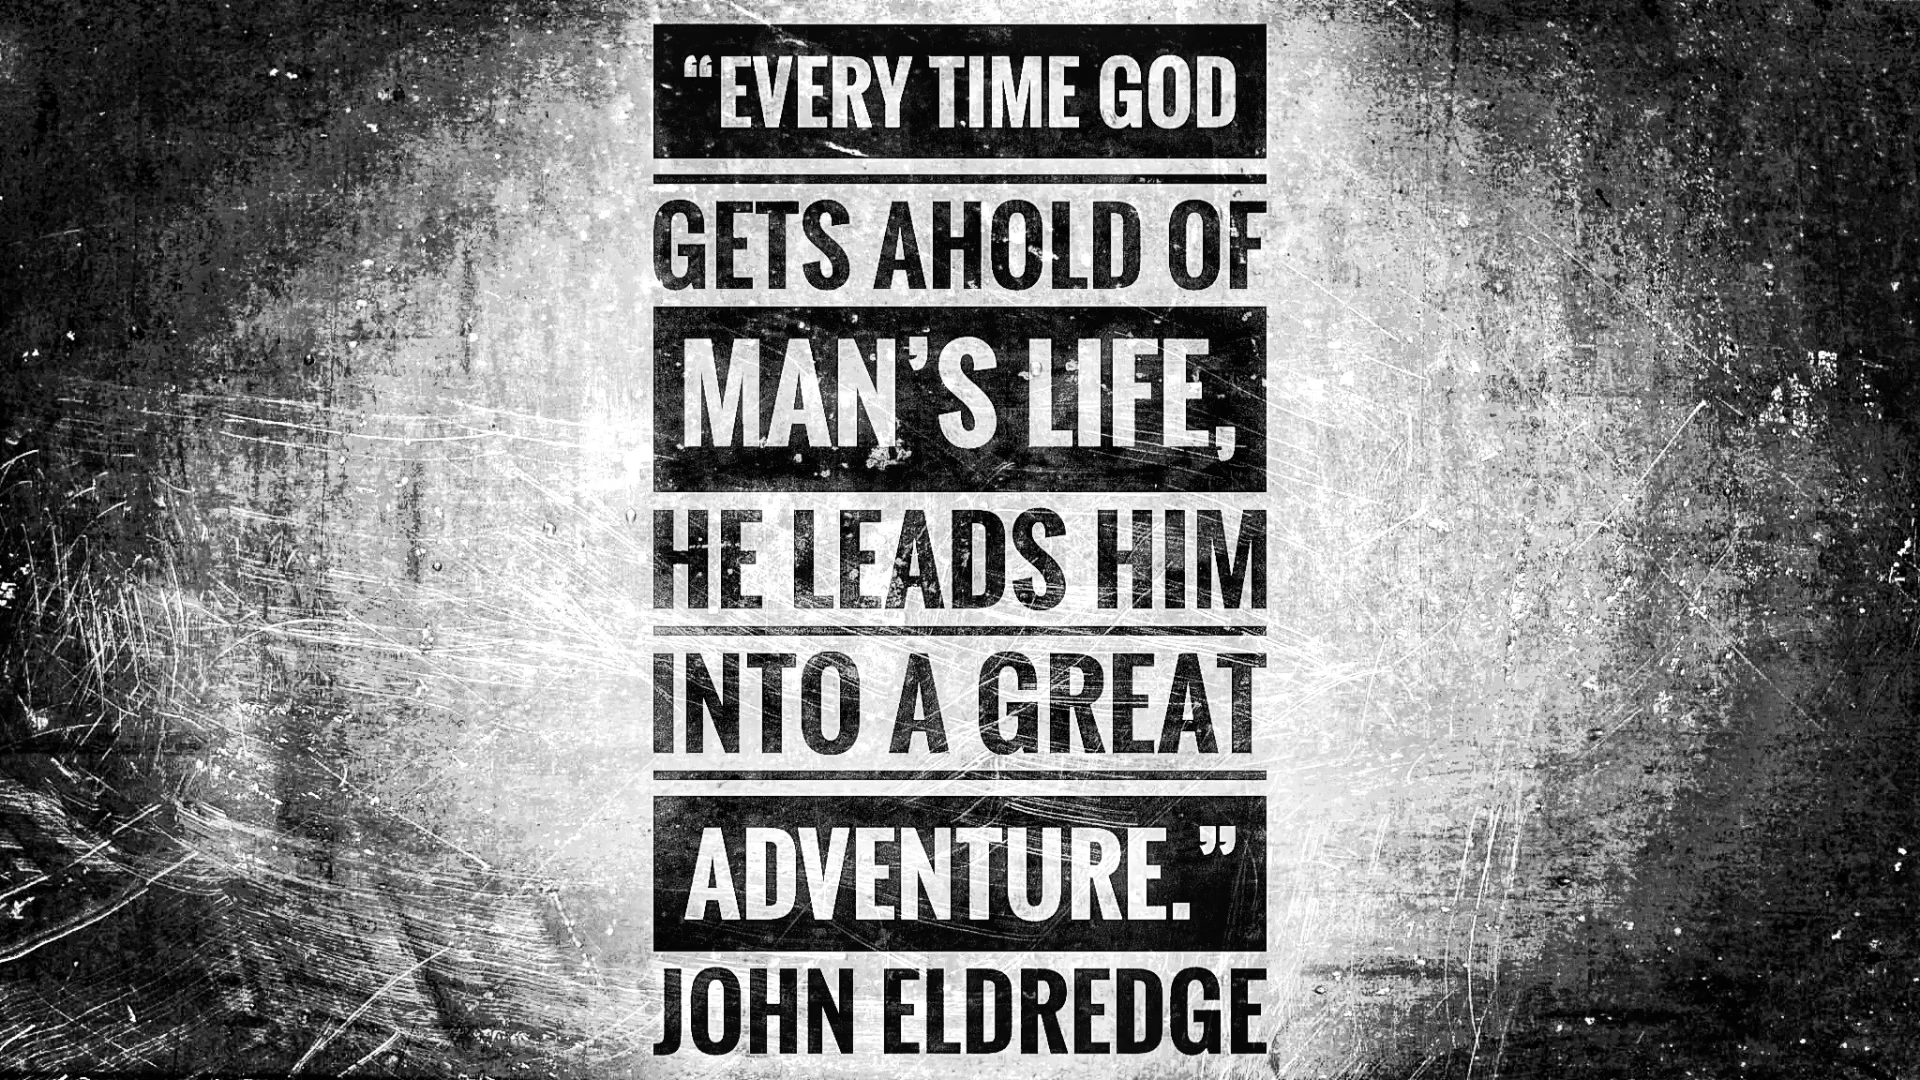 “EVERY TIME GOD
GETS AHOLD OF
MAN’S LIFE,
HE LEADS HIM
INTO A GREAT
ADVENTURE.”
JOHN ELDREDGE